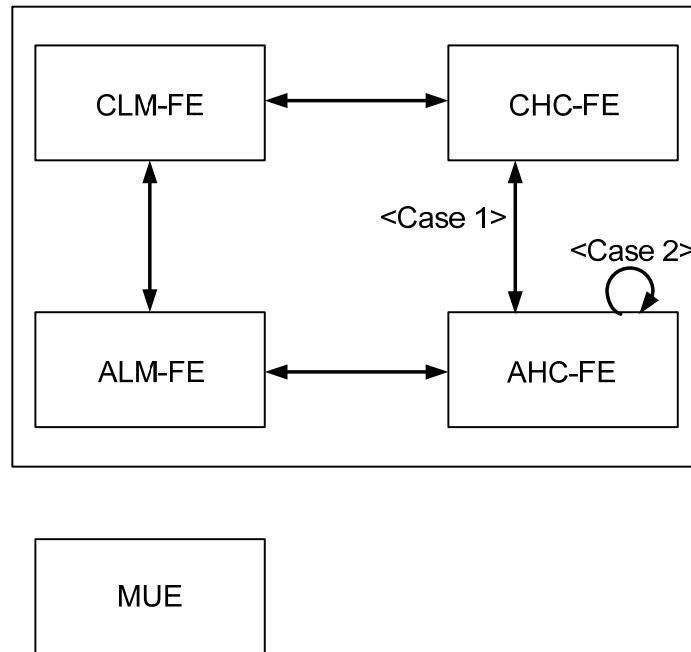 CLM-FE
CHC-FE
<Case 1>
<Case 2>
ALM-FE
AHC-FE
MUE